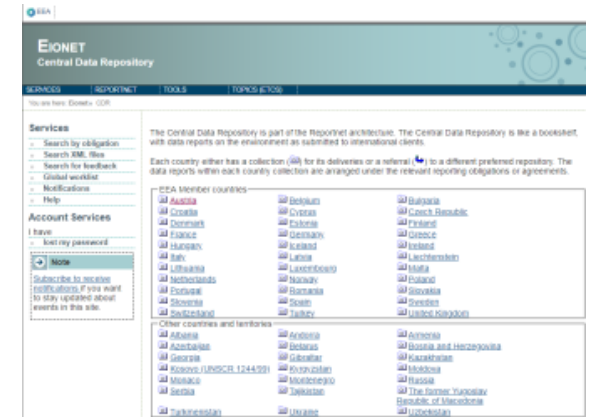 EEA
EIONET
Central Data Repository
SERVICES REPORTNET TOOLS TOPICS (ETCS)
You are here: Eionet» CDR
Services
Search by obligation
Search XML files
Search for feedback
Global worklist
Notifications
Help
Account Services
I have
lost my password
Note
Subscribe to receive
notifications if you want
to stay updated about
events in this site.
The Central Data Repository is part of the Reportnet architecture. The Central Data Repository is like a bookshelf,
with data reports on the environment as submitted to international clients.
Each country either has a collection ( ) for its deliveries or a referral ( ) to a different preferred repository. The
data reports within each country collection are arranged under the relevant reporting obligations or agreements.
EEA Member countries
Austria Belgium Bulgaria
Croatia Cyprus Czech Republic
Denmark Estonia Finland
France Germany Greece
Hungary Iceland Ireland
Italy Latvia Liechtenstein
Lithuania Luxembourg Malta
Netherlands Norway Poland
Portugal Romania Slovakia
Slovenia Spain Sweden
Switzerland Turkey United Kingdom
Other countries and territories
Albania Andorra Armenia
Azerbaijan Belarus Bosnia and Herzegovina
Georgia Gibraltar Kazakhstan
Kosovo (UNSCR 1244/99) Kyrgyzstan Moldova
Monaco Montenegro Russia
Serbia Tajikistan The former Yugoslav
Republic of Macedonia
Turkmenistan Ukraine Uzbekistan